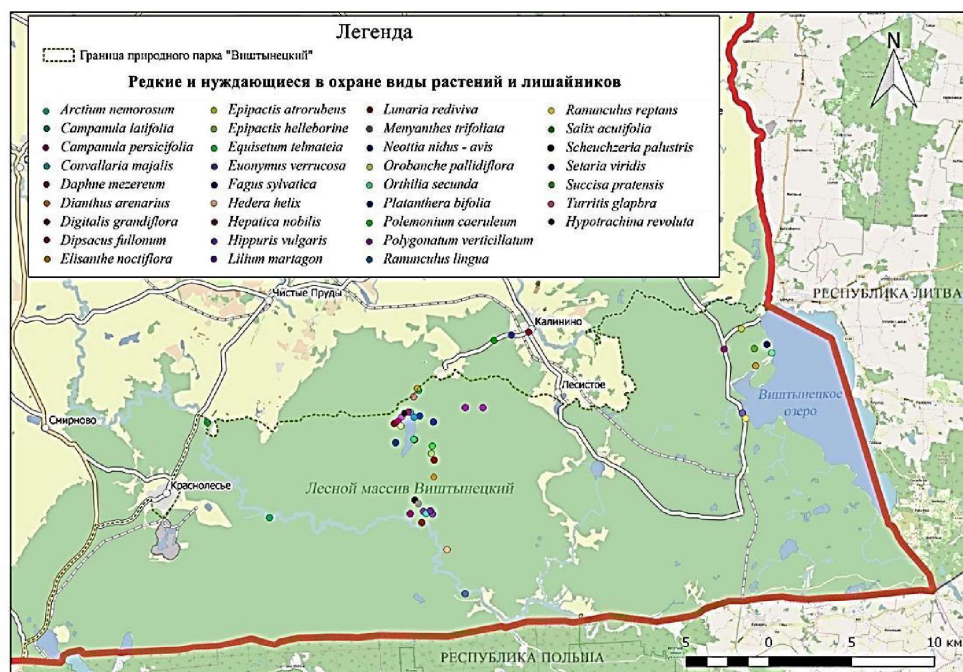 Легенда
Граница природного парка "Виштынецкий"
Редкие и нуждающиеся в охране виды растений и лишайников
Arctium nemorosum
Campamula latifolia
Campamula persicifolia
Convallaria majalis
Daphne mezereum
Dianthus arenarius
Digitalis grandiflora
Dipsacus fullonum
Elisanthe noctiflora
Epipactis atrorubens
Epipactis helleborine
Equisetum telmateia
Euonymus verrucosa
Fagus sylvatica
Hedera helix
Hepatica nobilis
Hippuris vulgaris
Lilium martagon
Lunaria rediviva
Menyanthes trifoliata
Neottia nidus - avis
Orobanche pallidiflora
Orthilia secunda
Platanthera bifolia
Polemonium caeruleum
Polygonatum verticillatum
Ranunculus lingua
Ranunculus reptans
Salix acutifolia
Scheuchzeria palustris
Setaria viridis
Succisa pratensis
Turritis glapbra
Hypotrachina revoluta
N
РЕСПУБЛИКА ЛИТВА
Чистые Пруды
Калинино
Лесистое
Виштынецкое
озеро
Смирново
Краснолесье
Лесной массив Виштынецкий
РЕСПУБЛИКА ПОЛЬША
5 0 5 10 км